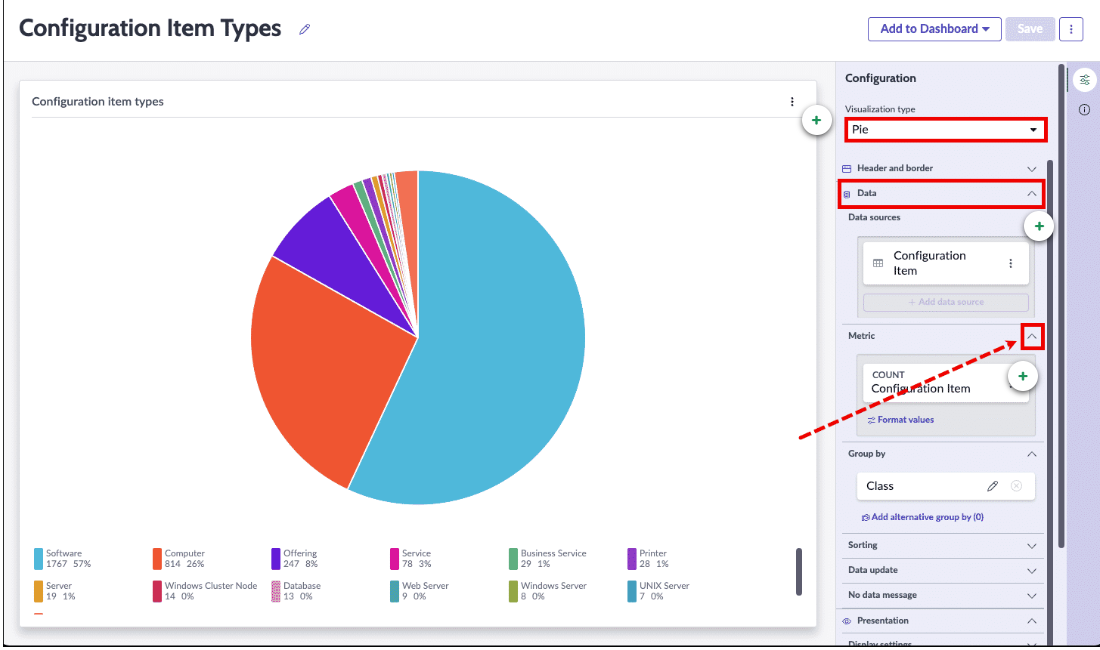 Configuration Item Types
Add to Dashboard
Save
Configuration item types
Configuration
Visualization type
Pie
Header and border
Data
Data sources
Configuration
Item
+ Add data source
Metric
COUNT
Configuration Item
Format values
Group by
Class
Add alternative group by (0)
Sorting
Data update
No data message
Presentation
Display settings
Software
1767 57%
Computer
814 26%
Offering
247 8%
Service
78 3%
Business Service
29 1%
Printer
28 1%
Server
19 1%
Windows Cluster Node
14 0%
Database
13 0%
Web Server
9 0%
Windows Server
8 0%
UNIX Server
7 0%